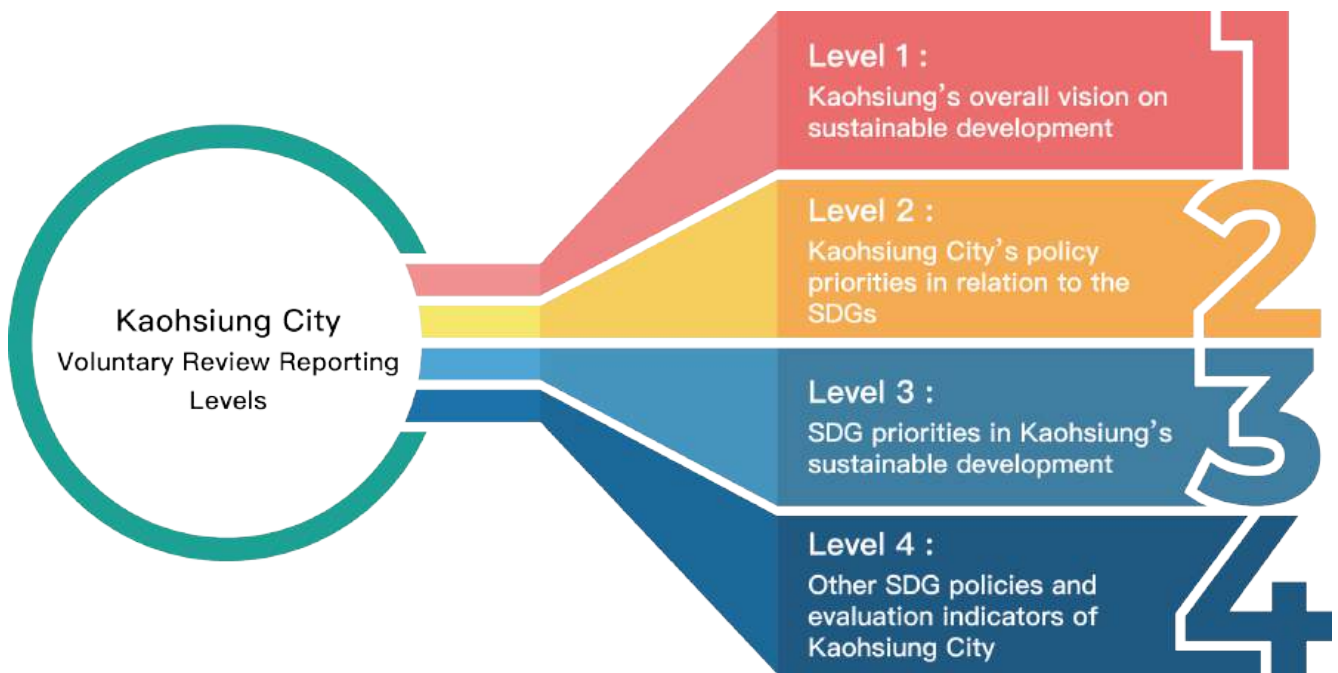 Kaohsiung City
Voluntary Review Reporting
Levels
Level 1 :
Kaohsiung's overall vision on
sustainable development
1
Level 2 :
Kaohsiung City's policy
priorities in relation to the
SDGs
2
Level 3 :
SDG priorities in Kaohsiung's
sustainable development
3
Level 4 :
Other SDG policies and
evaluation indicators of
Kaohsiung City
4